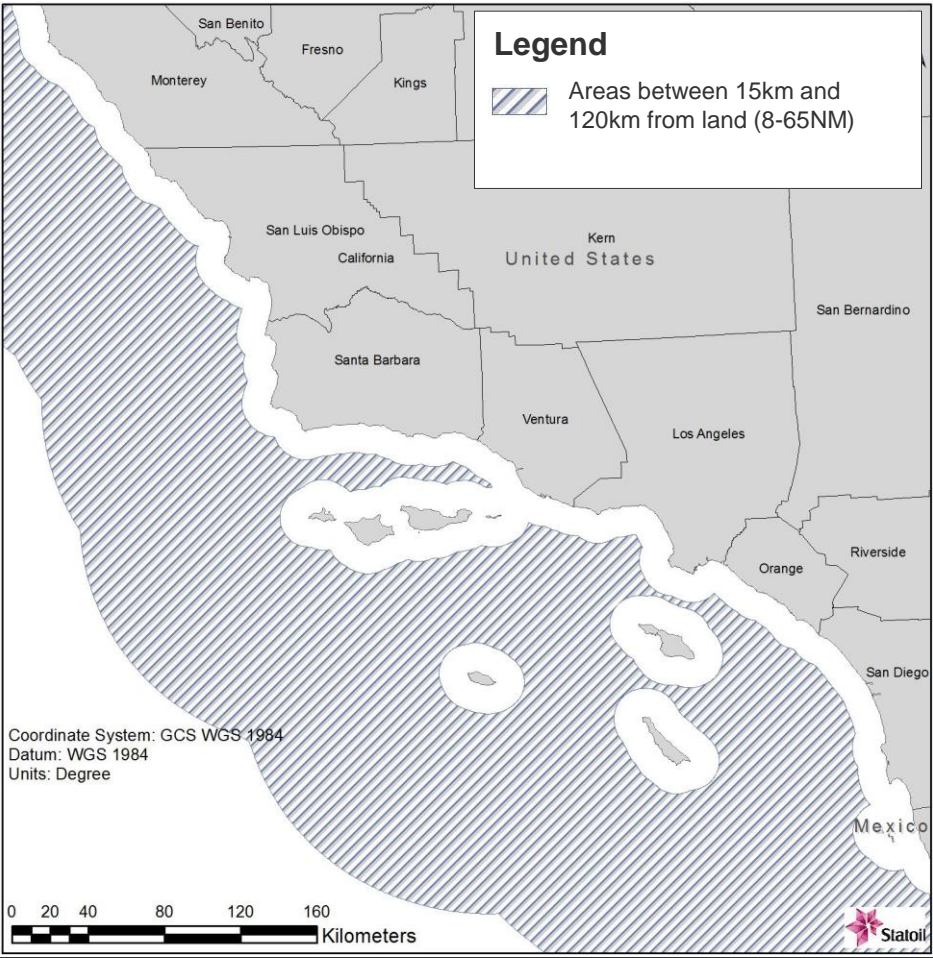 San Benito
Fresno
Monterey
Kings
Legend
Areas between 15km and
120km from land (8-65NM)
San Luis Obispo
California
Kern
United States
San Bernardino
Santa Barbara
Ventura
Los Angeles
Riverside
Orange
San Diego
Coordinate System: GCS WGS 1984
Datum: WGS 1984
Units: Degree
Mexico
0 20 40 80 120 160
Kilometers
Statoil